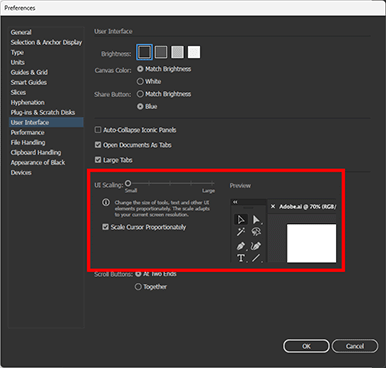 Preferences
General
Selection & Anchor Display
Type
Units
Guides & Grid
Smart Guides
Slices
Hyphenation
Plug-ins & Scratch Disks
User Interface
Performance
File Handling
Clipboard Handling
Appearance of Black
Devices
User Interface
Brightness:
Canvas Color: Match Brightness
White
Share Button: Match Brightness
Blue
Auto-Collapse Iconic Panels
Open Documents As Tabs
Large Tabs
UI Scaling:
Small Large
Change the size of tools, text and other UI
elements proportionately. The scale adapts
to your current screen resolution.
Scale Cursor Proportionately
Preview
× Adobe.ai @ 70% (RGB/
Scroll Buttons: At Two Ends
Together
OK Cancel